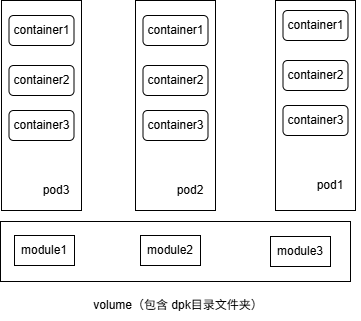 container1 container1 container1
container2 container2 container2
container3 container3 container3
pod3 pod2 pod1
module1 module2 module3
volume（包含 dpk目录文件夹）